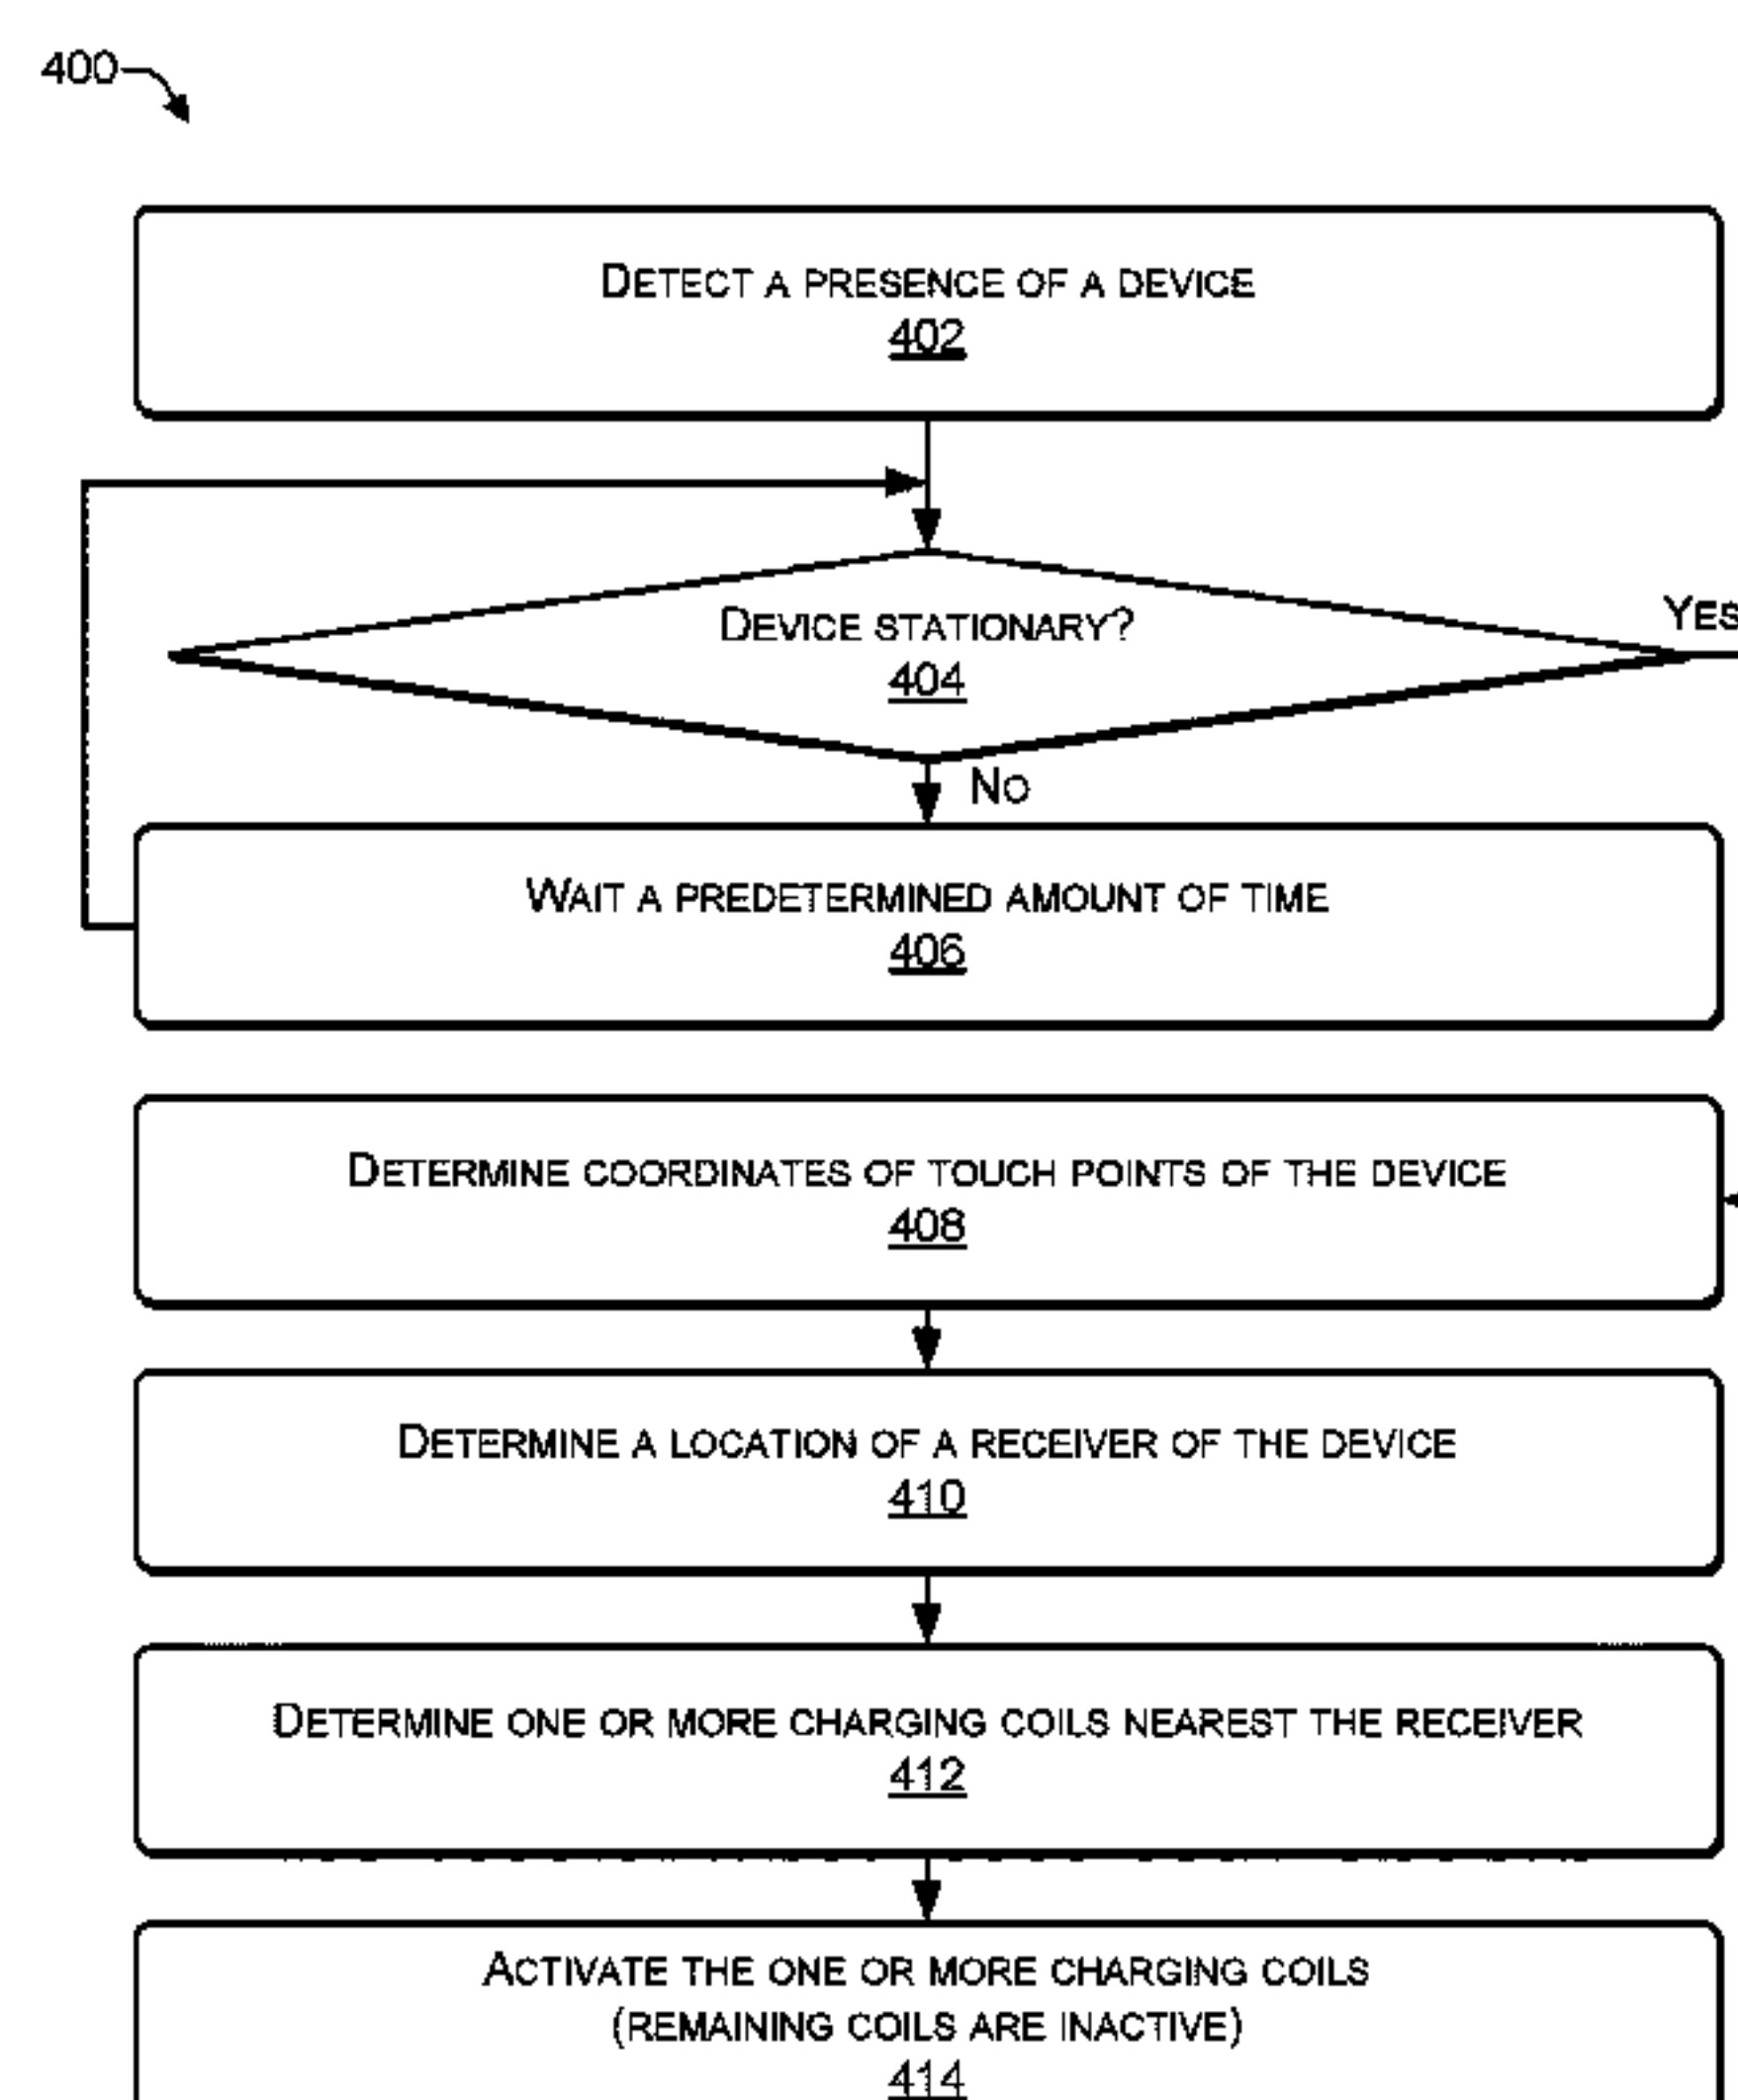 400
DETECT A PRESENCE OF A DEVICE
402
DEVICE STATIONARY?
404
YES
NO
WAIT A PREDETERMINED AMOUNT OF TIME
406
DETERMINE COORDINATES OF TOUCH POINTS OF THE DEVICE
408
DETERMINE A LOCATION OF A RECEIVER OF THE DEVICE
410
DETERMINE ONE OR MORE CHARGING COILS NEAREST THE RECEIVER
412
ACTIVATE THE ONE OR MORE CHARGING COILS
(REMAINING COILS ARE INACTIVE)
414